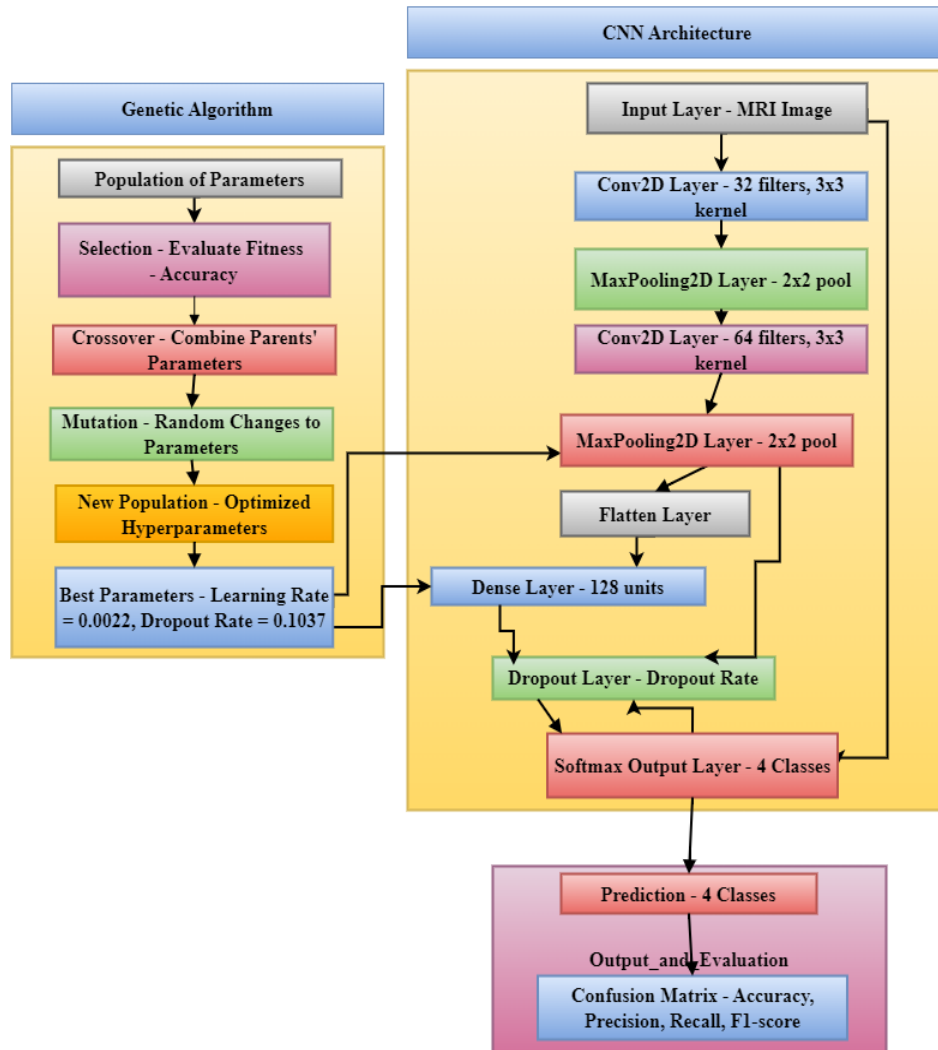 CNN Architecture
Genetic Algorithm
Population of Parameters
Selection - Evaluate Fitness
- Accuracy
Crossover - Combine Parents'
Parameters
Mutation - Random Changes to
Parameters
New Population - Optimized
Hyperparameters
Best Parameters - Learning Rate
= 0.0022, Dropout Rate = 0.1037
Input Layer - MRI Image
Conv2D Layer - 32 filters, 3x3
kernel
MaxPooling2D Layer - 2x2 pool
Conv2D Layer - 64 filters, 3x3
kernel
MaxPooling2D Layer - 2x2 pool
Flatten Layer
Dense Layer - 128 units
Dropout Layer - Dropout Rate
Softmax Output Layer - 4 Classes
Prediction - 4 Classes
Output_and_Evaluation
Confusion Matrix - Accuracy,
Precision, Recall, F1-score